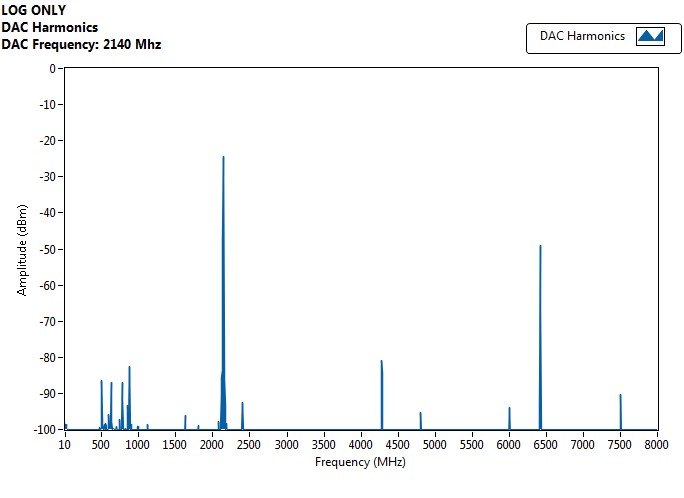 LOG ONLY
DAC Harmonics
DAC Frequency: 2140 Mhz
DAC Harmonics
0
-10
-20
-30
-40
-50
-60
-70
-80
-90
-100
Amplitude (dBm)
10 500 1000 1500 2000 2500 3000 3500 4000 4500 5000 5500 6000 6500 7000 7500 8000
Frequency (MHz)